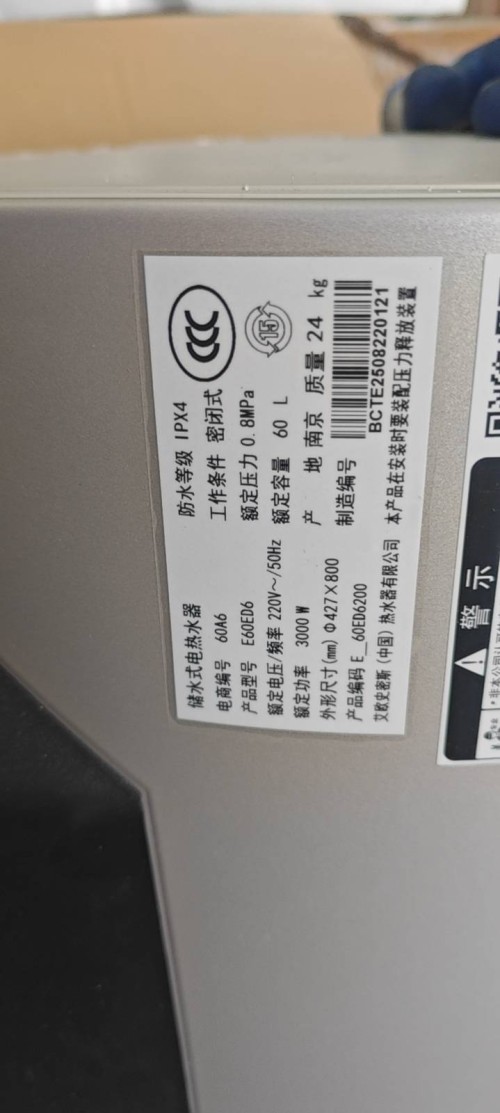 储水式电热水器 防水等级 IPX4
电商编号 60A6 工作条件 密闭式
产品型号 E60ED6 额定压力 0.8MPa
额定电压/频率 220V～/50Hz 额定容量 60 L
额定功率 3000 W 产 地 南京 质量 24 kg
外形尺寸(mm) Φ427×800 制造编号
产品编码 E_60ED6200 BCTE2508220121
艾欧史密斯(中国)热水器有限公司 本产品在安装时要装配压力释放装置
CCC
15
警示